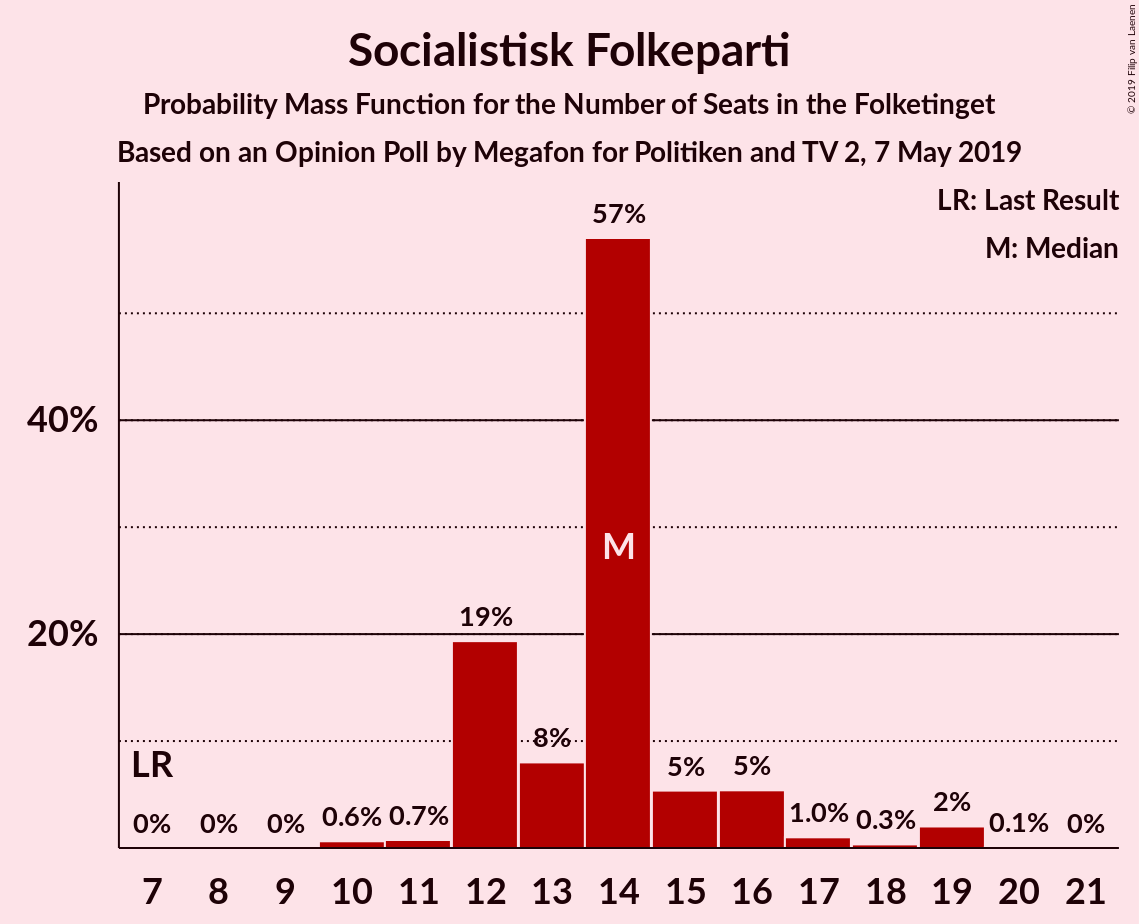 Socialistisk Folkeparti
Probability Mass Function for the Number of Seats in the Folketinget
Based on an Opinion Poll by Megafon for Politiken and TV 2, 7 May 2019
© 2019 Filip van Laenen
LR: Last Result
M: Median
57%
40%
M
19%
20%
8%
LR
5%
5%
2%
0%
0%
0%
0.6%
0.7%
1.0%
0.3%
0.1%
0%
7 8 9 10 11 12 13 14 15 16 17 18 19 20 21